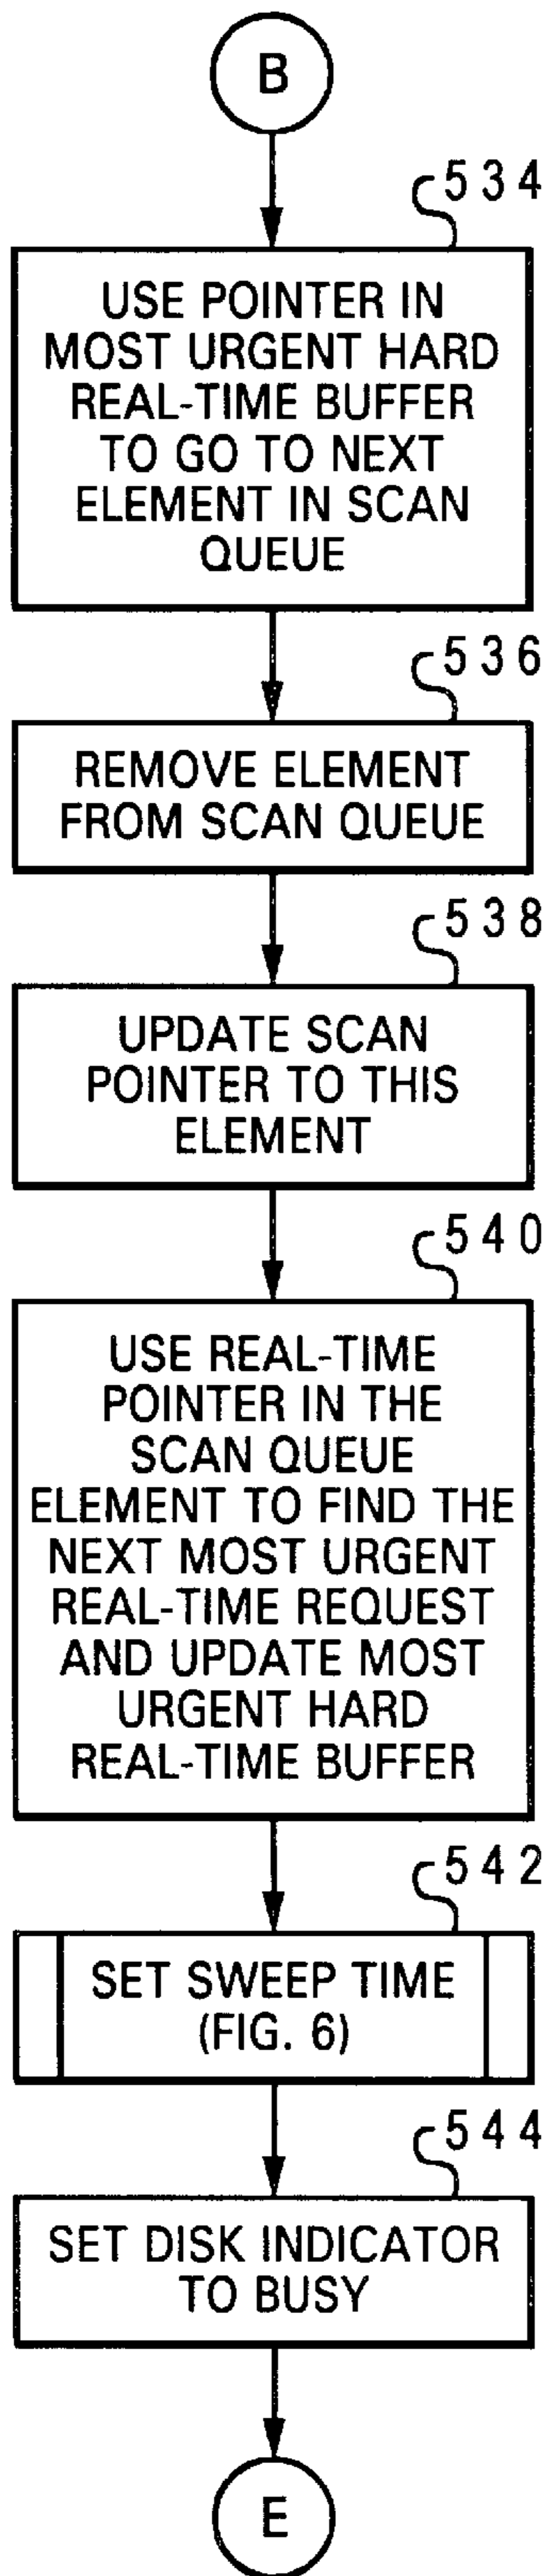 B
534
USE POINTER IN
MOST URGENT HARD
REAL-TIME BUFFER
TO GO TO NEXT
ELEMENT IN SCAN
QUEUE
536
REMOVE ELEMENT
FROM SCAN QUEUE
538
UPDATE SCAN
POINTER TO THIS
ELEMENT
540
USE REAL-TIME
POINTER IN THE
SCAN QUEUE
ELEMENT TO FIND THE
NEXT MOST URGENT
REAL-TIME REQUEST
AND UPDATE MOST
URGENT HARD
REAL-TIME BUFFER
542
SET SWEEP TIME
(FIG. 6)
544
SET DISK INDICATOR
TO BUSY
E